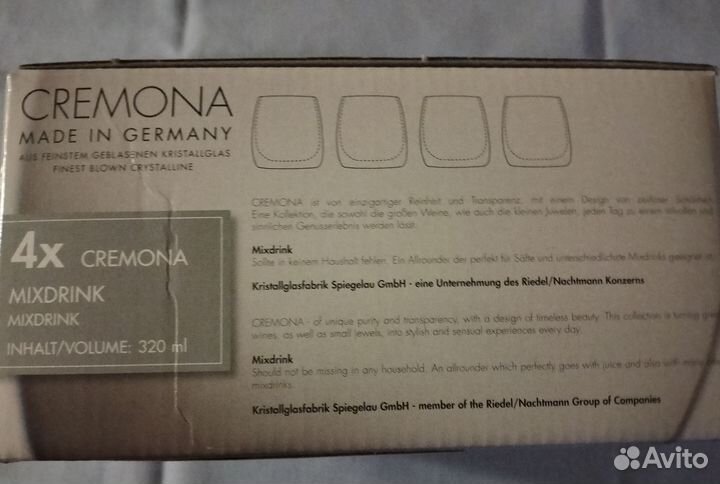 CREMONA
MADE IN GERMANY
AUS FEINSTEM GEBLASENEN KRISTALLGLAS
FINEST BLOWN CRYSTALLINE
4x CREMONA
MIXDRINK
MIXDRINK
INHALT/VOLUME: 320 ml
CREMONA ist von einzigartiger Reinheit und Transparenz, mit einem Design von zeitloser Schönheit.
Eine Kollektion, die sowohl die großen Weine, wie auch die kleinen Juwelen, jeden Tag zu einem stilvollen und
sinnlichen Genusserlebnis werden lässt.
Mixdrink
Sollte in keinem Haushalt fehlen. Ein Allrounder der perfekt für Säfte und unterschiedlichste Mixdrinks geeignet ist.
Kristallglasfabrik Spiegelau GmbH - eine Unternehmung des Riedel/Nachtmann Konzerns
CREMONA - of unique purity and transparency, with a design of timeless beauty. This collection is turning great
wines, as well as small jewels, into stylish and sensual experiences every day.
Mixdrink
Should not be missing in any household. An allrounder which perfectly goes with juice and also with many
mixdrinks.
Kristallglasfabrik Spiegelau GmbH - member of the Riedel/Nachtmann Group of Companies
Avito